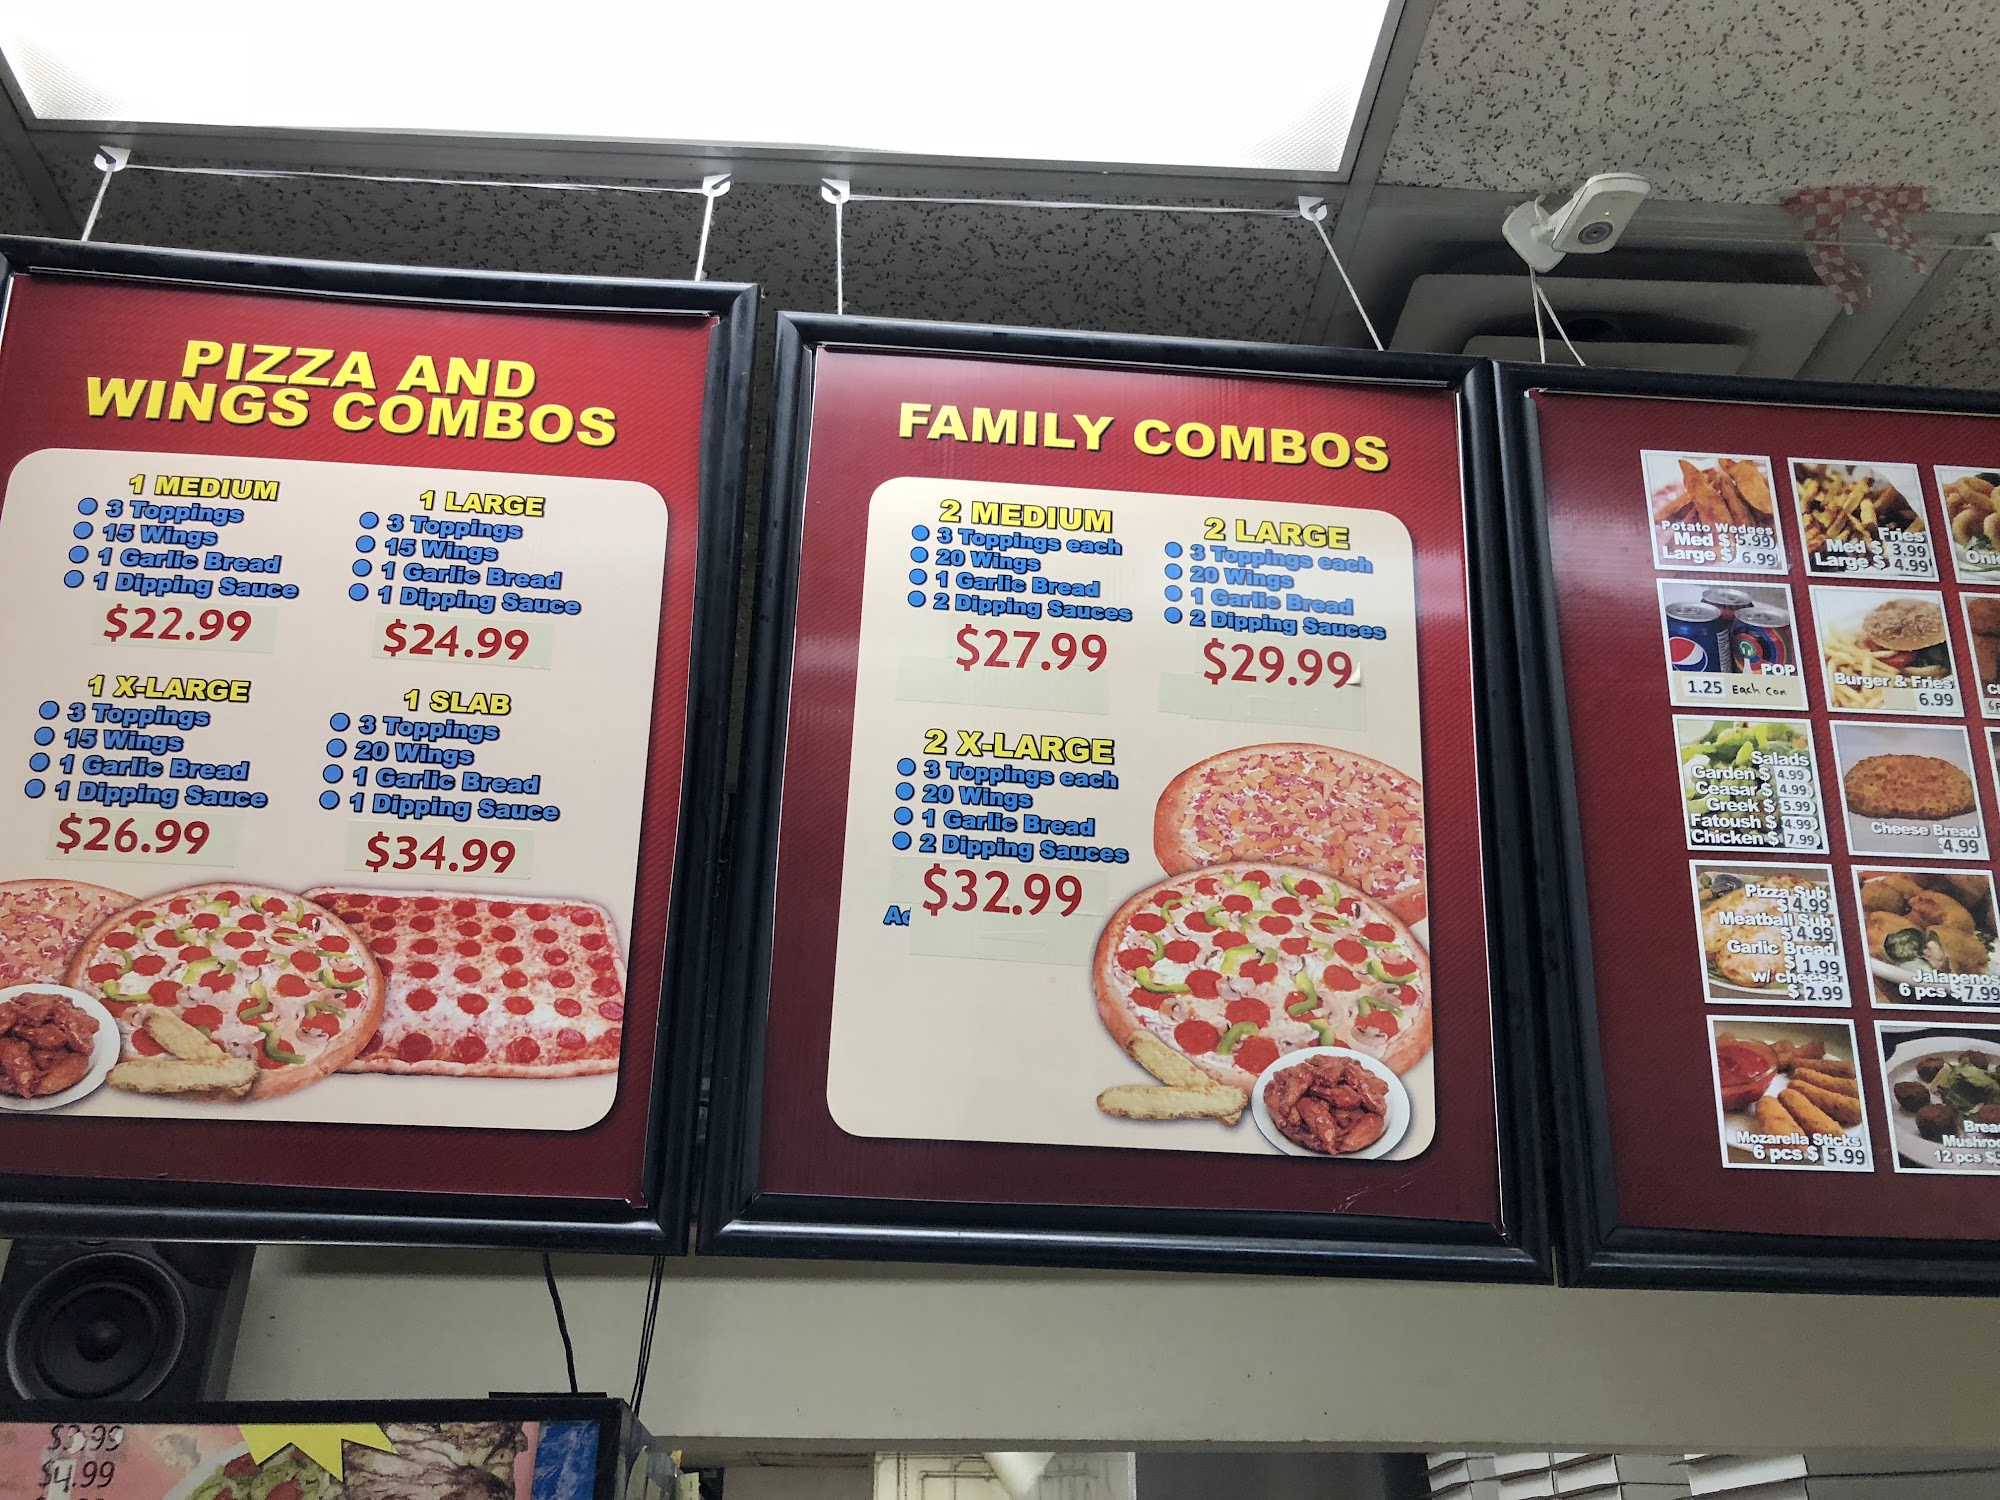 PIZZA AND
WINGS COMBOS
1 MEDIUM
3 Toppings
15 Wings
1 Garlic Bread
1 Dipping Sauce
$22.99
1 LARGE
3 Toppings
15 Wings
1 Garlic Bread
1 Dipping Sauce
$24.99
1 X-LARGE
3 Toppings
15 Wings
1 Garlic Bread
1 Dipping Sauce
$26.99
1 SLAB
3 Toppings
20 Wings
1 Garlic Bread
1 Dipping Sauce
$34.99
FAMILY COMBOS
2 MEDIUM
3 Toppings each
20 Wings
1 Garlic Bread
2 Dipping Sauces
$27.99
2 LARGE
3 Toppings each
20 Wings
1 Garlic Bread
2 Dipping Sauces
$29.99
2 X-LARGE
3 Toppings each
20 Wings
1 Garlic Bread
2 Dipping Sauces
$32.99
Potato Wedges
Med $ 5.99
Large $ 6.99
Fries
Med $ 3.99
Large $ 4.99
POP
1.25 Each can
Burger & Fries
6.99
Salads
Garden $ 4.99
Ceasar $ 4.99
Greek $ 5.99
Fatoush $ 4.99
Chicken $ 7.99
Cheese Bread
4.99
Pizza Sub
$ 4.99
Meatball Sub
$ 4.99
Garlic Bread
$ 1.99
w/ cheese
$ 2.99
Jalapenos
6 pcs $ 7.99
Mozarella Sticks
6 pcs $ 5.99
12 pcs
$3.99
$4.99